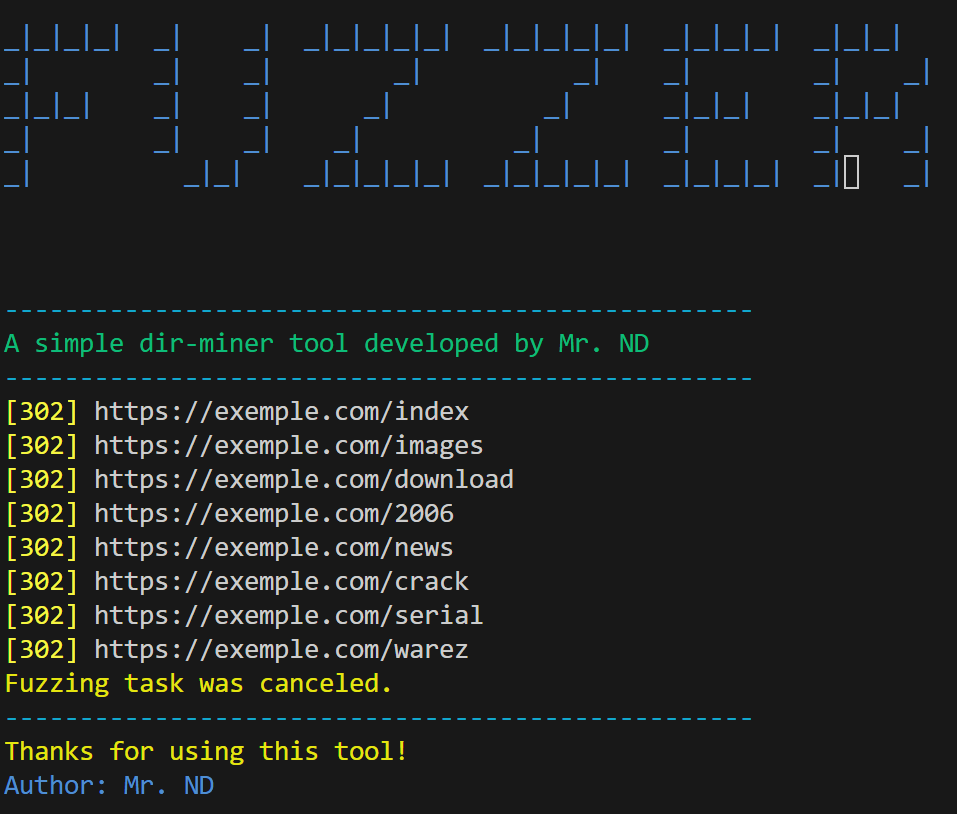 FUZZER
--------------------------------------------------
A simple dir-miner tool developed by Mr. ND
--------------------------------------------------
[302] https://exemple.com/index
[302] https://exemple.com/images
[302] https://exemple.com/download
[302] https://exemple.com/2006
[302] https://exemple.com/news
[302] https://exemple.com/crack
[302] https://exemple.com/serial
[302] https://exemple.com/warez
Fuzzing task was canceled.
--------------------------------------------------
Thanks for using this tool!
Author: Mr. ND